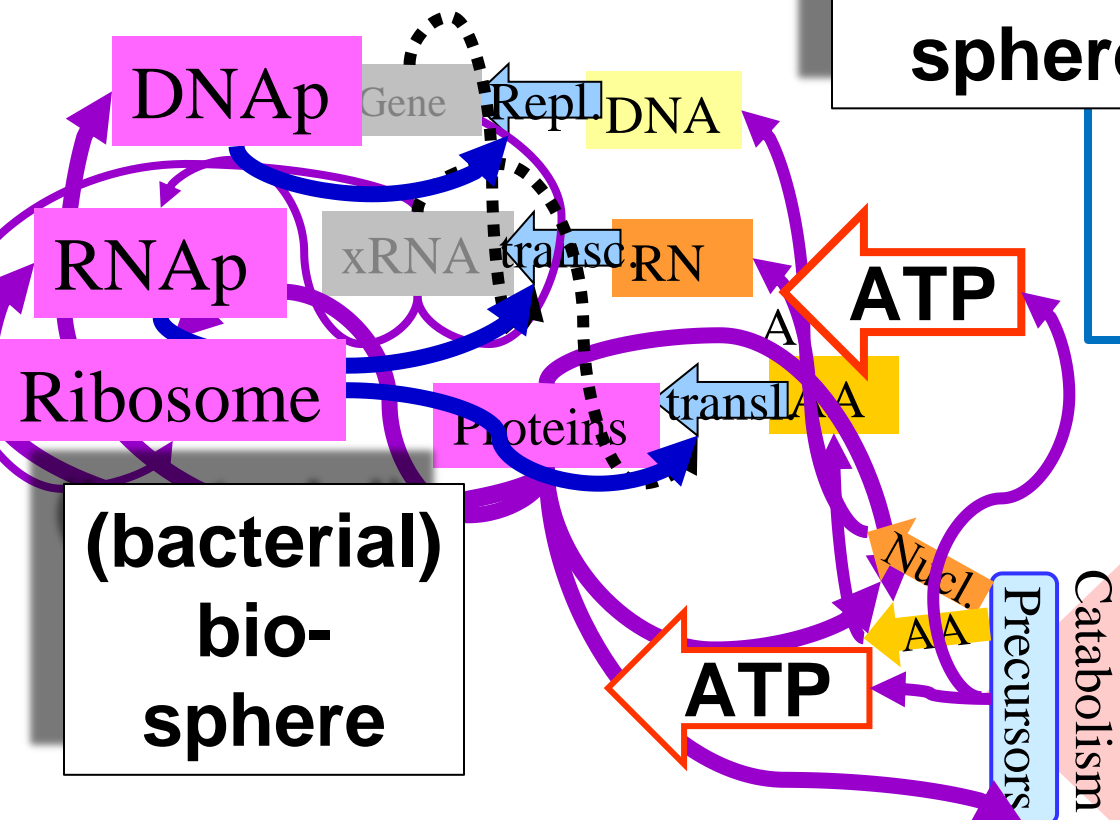 sphere
DNAp
Gene
Repl.
DNA
RNAp
xRNA
transc.
RN
A
ATP
Ribosome
Proteins
transl.
AA
(bacterial)
bio-
sphere
Nucl.
AA
ATP
Precursors
Catabolism